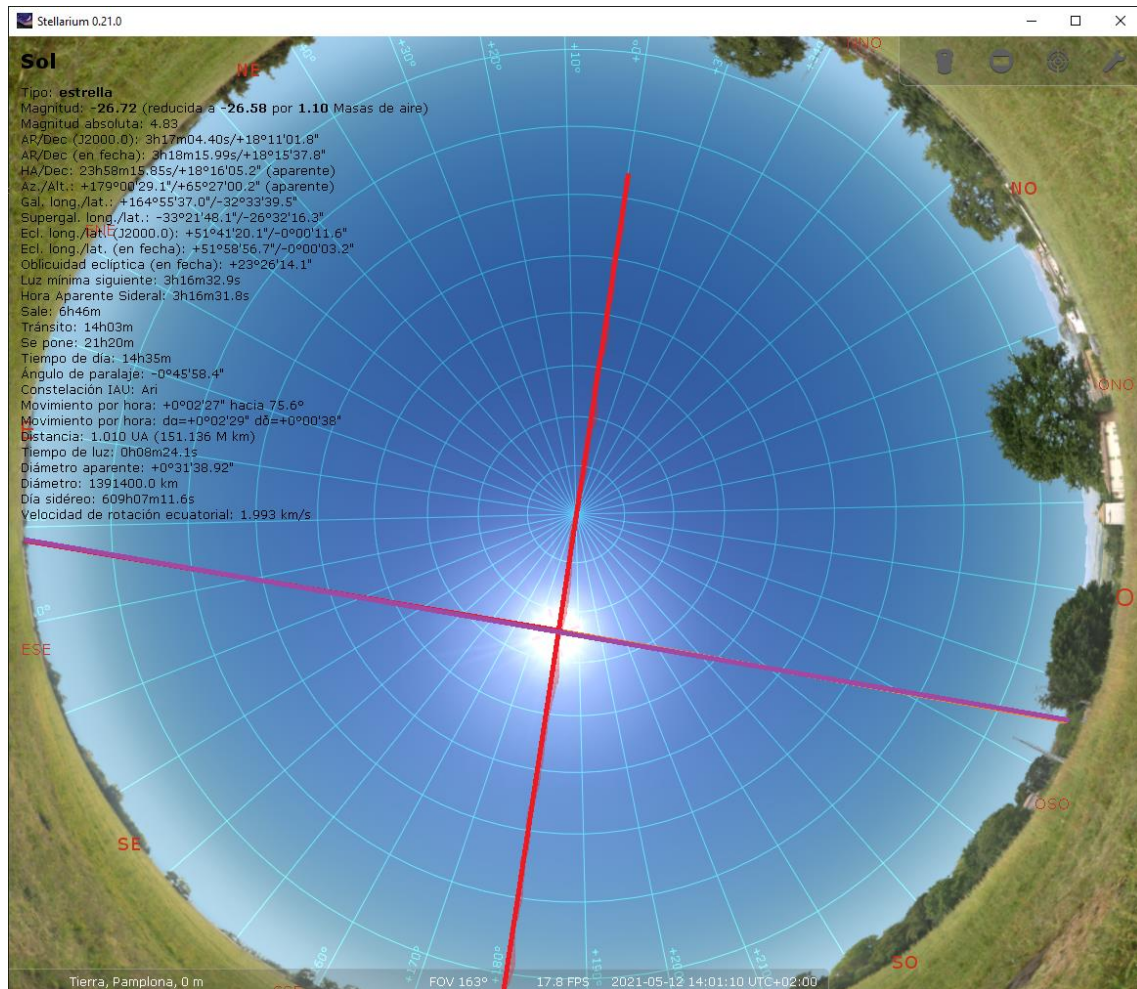 Stellarium 0.21.0
Sol
Tipo: estrella
Magnitud: -26.72 (reducida a -26.58 por 1.10 Masas de aire)
Magnitud absoluta: 4.83
AR/Dec (J2000.0): 3h17m04.40s/+18°11'01.8"
AR/Dec (en fecha): 3h18m15.99s/+18°15'37.8"
HA/Dec: 23h58m15.85s/+18°16'05.2" (aparente)
Az./Alt.: +179°00'29.1"/+65°27'00.2" (aparente)
Gal. long./lat.: +164°55'37.0"/-32°33'39.5"
Supergal. long./lat.: -33°21'48.1"/-26°32'16.3"
Ecl. long./lat. (J2000.0): +51°41'20.1"/-0°00'11.6"
Ecl. long./lat. (en fecha): +51°58'56.7"/-0°00'03.2"
Oblicuidad eclíptica (en fecha): +23°26'14.1"
Luz mínima siguiente: 3h16m32.9s
Hora Aparente Sideral: 3h16m31.8s
Sale: 6h46m
Tránsito: 14h03m
Se pone: 21h20m
Tiempo de día: 14h35m
Ángulo de paralaje: -0°45'58.4"
Constelación IAU: Ari
Movimiento por hora: +0°02'27" hacia 75.6°
Movimiento por hora: dα=+0°02'29" dδ=+0°00'38"
Distancia: 1.010 UA (151.136 M km)
Tiempo de luz: 0h08m24.1s
Diámetro aparente: +0°31'38.92"
Diámetro: 1391400.0 km
Día sidéreo: 609h07m11.6s
Velocidad de rotación ecuatorial: 1.993 km/s
+20°
+10°
+0°
NE
NO
ONO
O
ESE
OSO
SE
SO
+170°
+180°
Tierra, Pamplona, 0 m
FOV 163°
17.8 FPS
2021-05-12 14:01:10 UTC+02:00